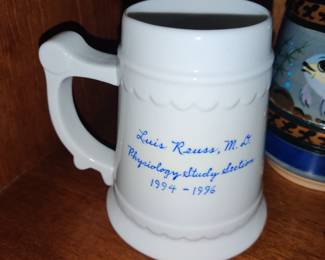 Luis Reuss, M.D.
Physiology Study Section
1994 - 1996